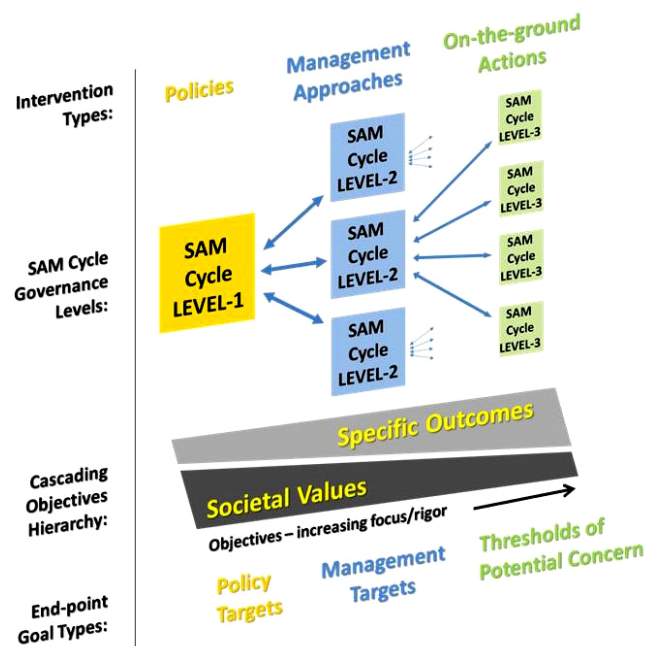 Intervention
Types:
Policies
Management
Approaches
On-the-ground
Actions
SAM Cycle
Governance
Levels:
SAM
Cycle
LEVEL-1
SAM
Cycle
LEVEL-2
SAM
Cycle
LEVEL-2
SAM
Cycle
LEVEL-2
SAM
Cycle
LEVEL-3
SAM
Cycle
LEVEL-3
SAM
Cycle
LEVEL-3
SAM
Cycle
LEVEL-3
Cascading
Objectives
Hierarchy:
Specific Outcomes
Societal Values
Objectives – increasing focus/rigor
End-point
Goal Types:
Policy
Targets
Management
Targets
Thresholds of
Potential Concern